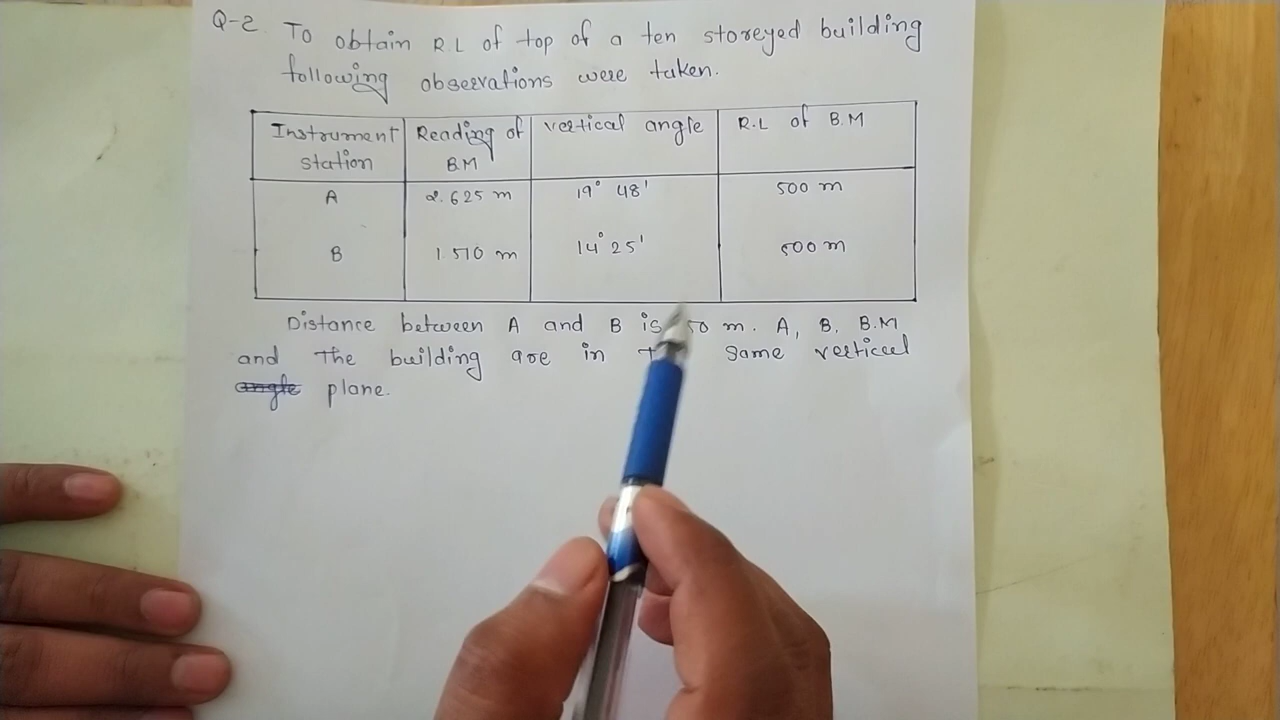 Q-2 To obtain R.L of top of a ten storeyed building
following observations were taken.
Instrument station Reading of B.M vertical angle R.L of B.M
A 2.625 m 19° 48' 500 m
B 1.510 m 14° 25' 500 m
Distance between A and B is m. A, B, B.M
and The building are in same vertical
angle plane.